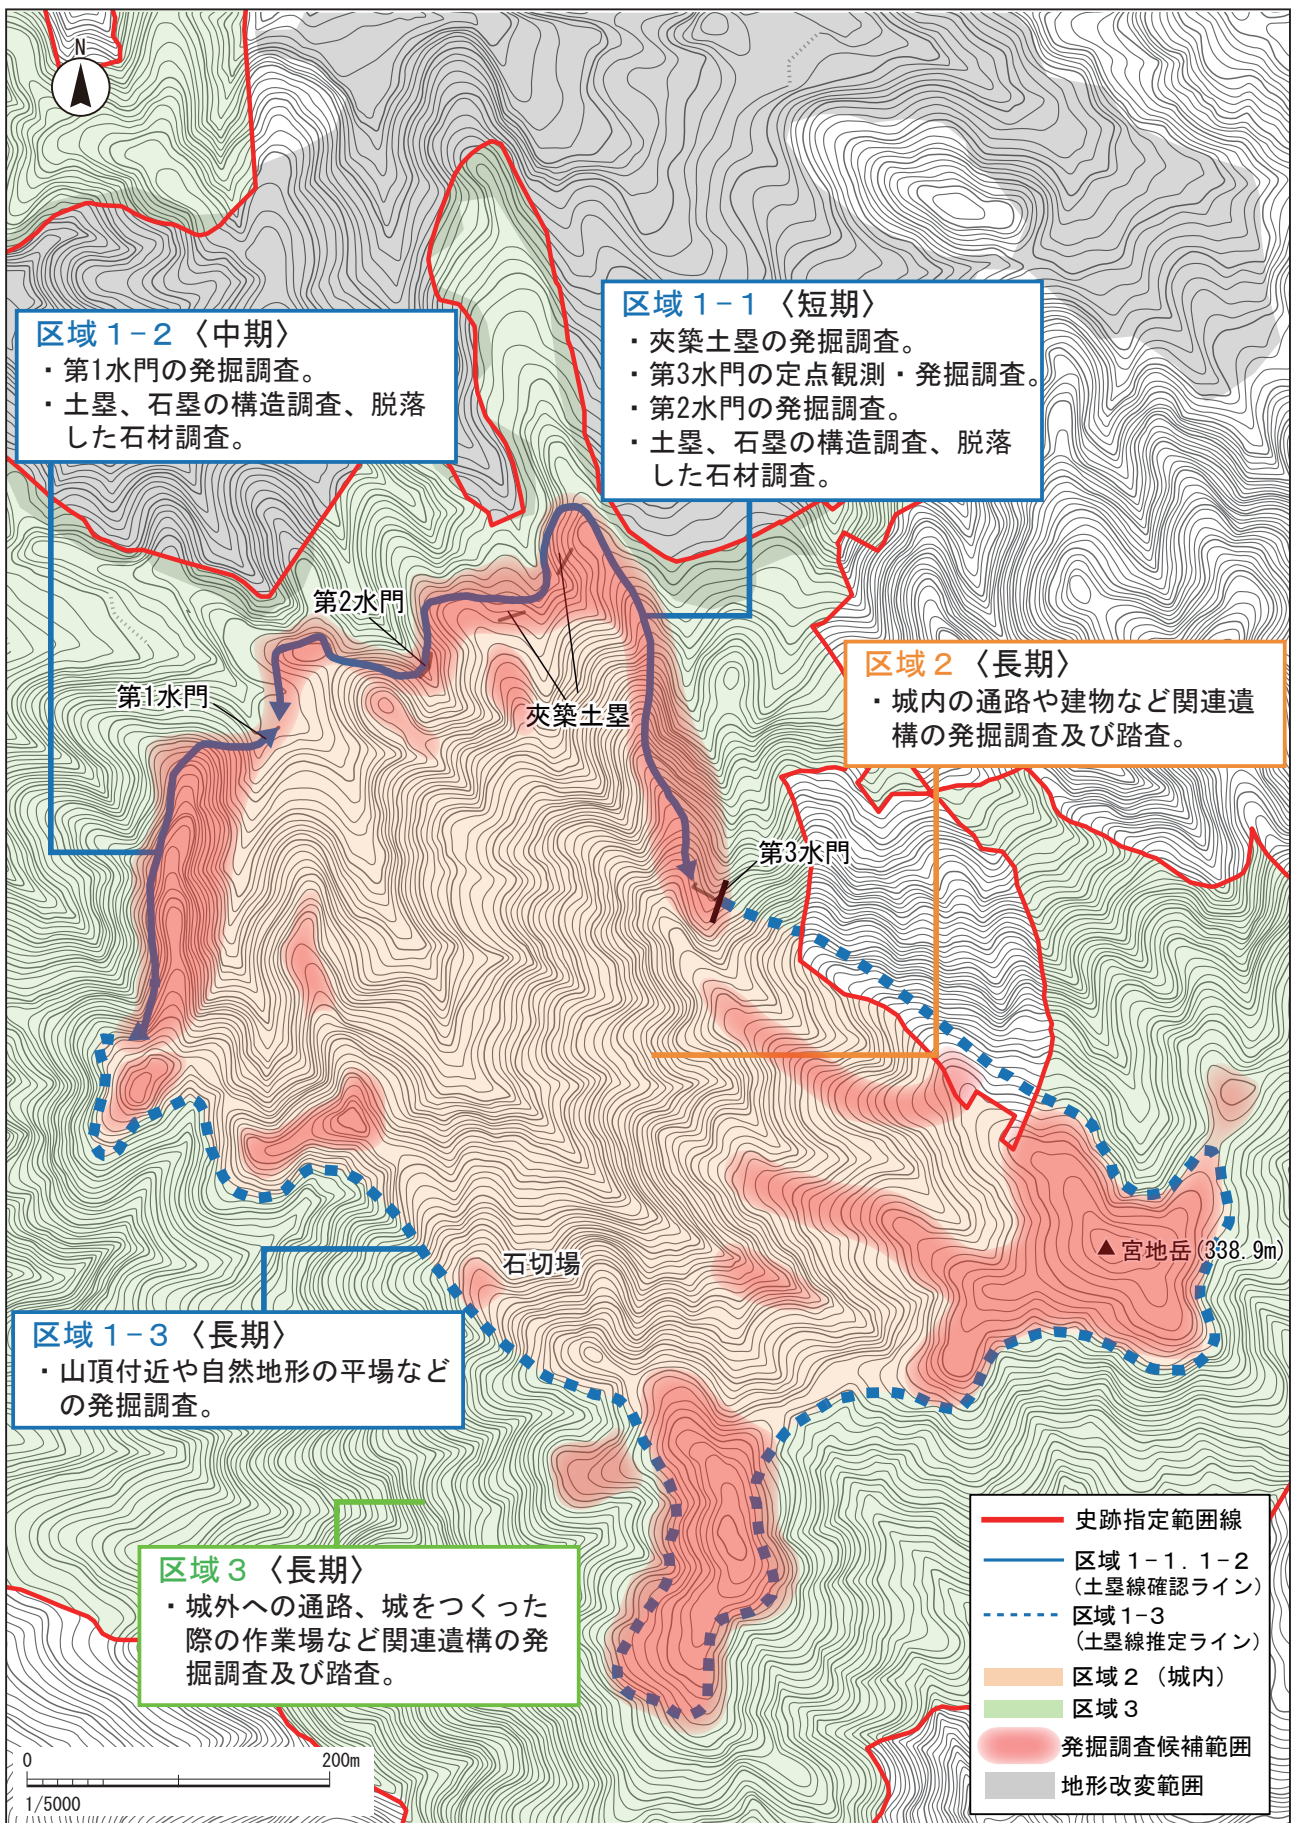 N
区域1-2〈中期〉
・第1水門の発掘調査。
・土塁、石塁の構造調査、脱落
した石材調査。
区域1-1〈短期〉
・夾築土塁の発掘調査。
・第3水門の定点観測・発掘調査。
・第2水門の発掘調査。
・土塁、石塁の構造調査、脱落
した石材調査。
第2水門
第1水門
夾築土塁
区域2〈長期〉
・城内の通路や建物など関連遺
構の発掘調査及び踏査。
第3水門
宮地岳(338.9m)
石切場
区域1-3〈長期〉
・山頂付近や自然地形の平場など
の発掘調査。
区域3〈長期〉
・城外への通路、城をつくった
際の作業場など関連遺構の発
掘調査及び踏査。
史跡指定範囲線
区域1-1.1-2
(土塁線確認ライン)
区域1-3
(土塁線推定ライン)
区域2(城内)
区域3
発掘調査候補範囲
地形改変範囲
0 200m
1/5000